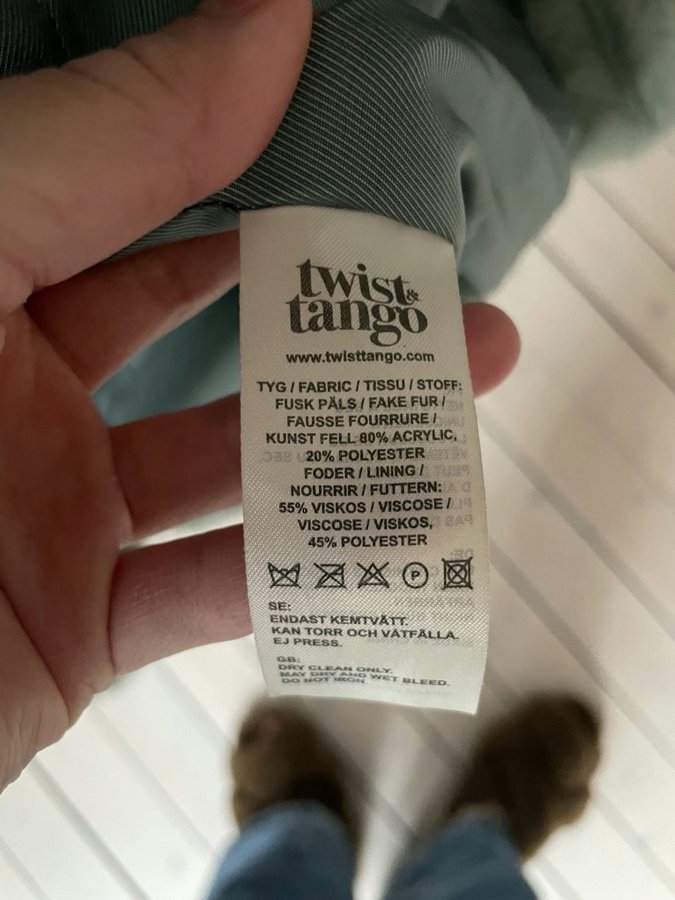 twist &
tango
www.twisttango.com
TYG / FABRIC / TISSU / STOFF:
FUSK PÄLS / FAKE FUR /
FAUSSE FOURRURE /
KUNST FELL 80% ACRYLIC,
20% POLYESTER
FODER / LINING /
NOURRIR / FUTTERN:
55% VISKOS / VISCOSE /
VISCOSE / VISKOS,
45% POLYESTER
P
SE:
ENDAST KEMTVÄTT.
KAN TORR OCH VÅTFÄLLA.
EJ PRESS.
GB:
DRY CLEAN ONLY.
MAY DRY AND WET BLEED.
DO NOT IRON.